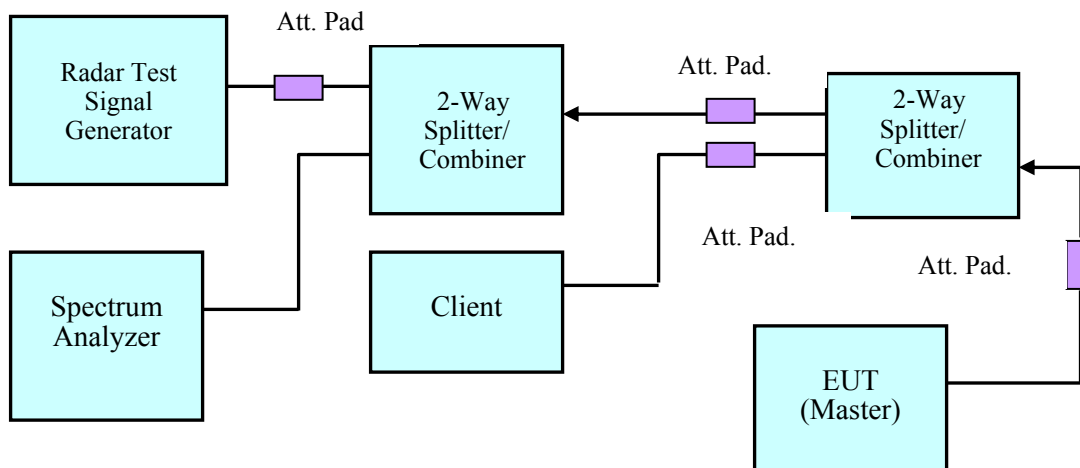 Att. Pad
Radar Test
Signal
Generator
2-Way
Splitter/
Combiner
Att. Pad.
2-Way
Splitter/
Combiner
Att. Pad.
Att. Pad.
Spectrum
Analyzer
Client
EUT
(Master)